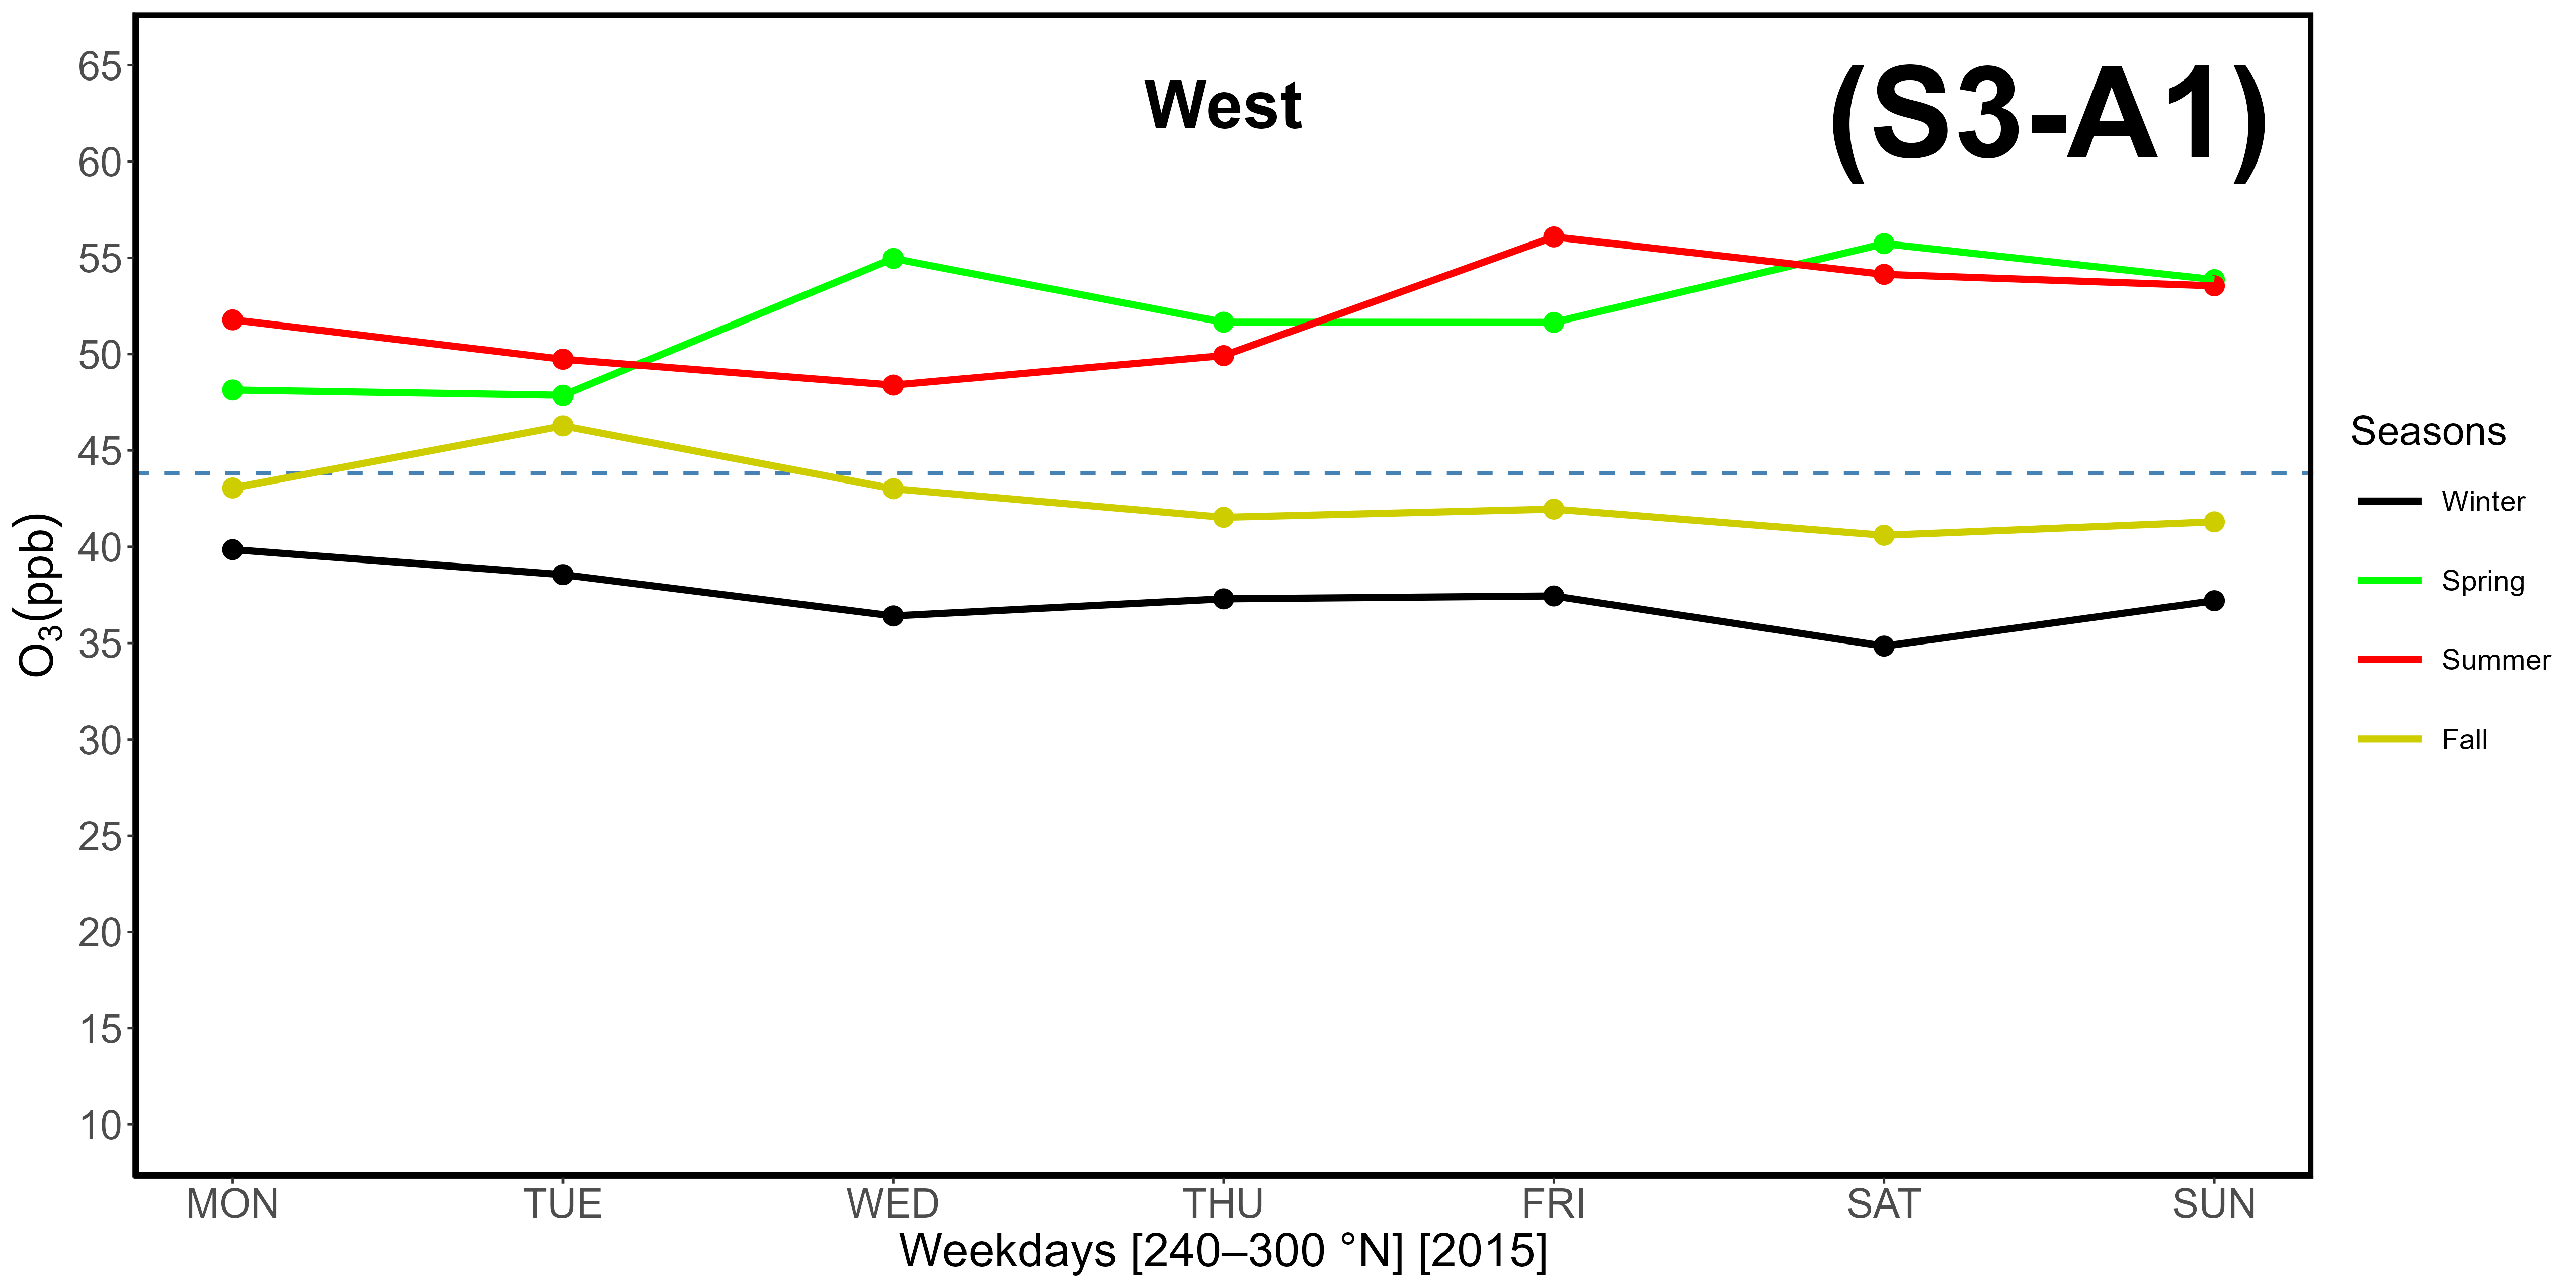 West
(S3-A1)
65
60
55
50
45
40
35
30
25
20
15
10
O₃(ppb)
MON TUE WED THU FRI SAT SUN
Weekdays [240–300 °N] [2015]
Seasons
Winter
Spring
Summer
Fall